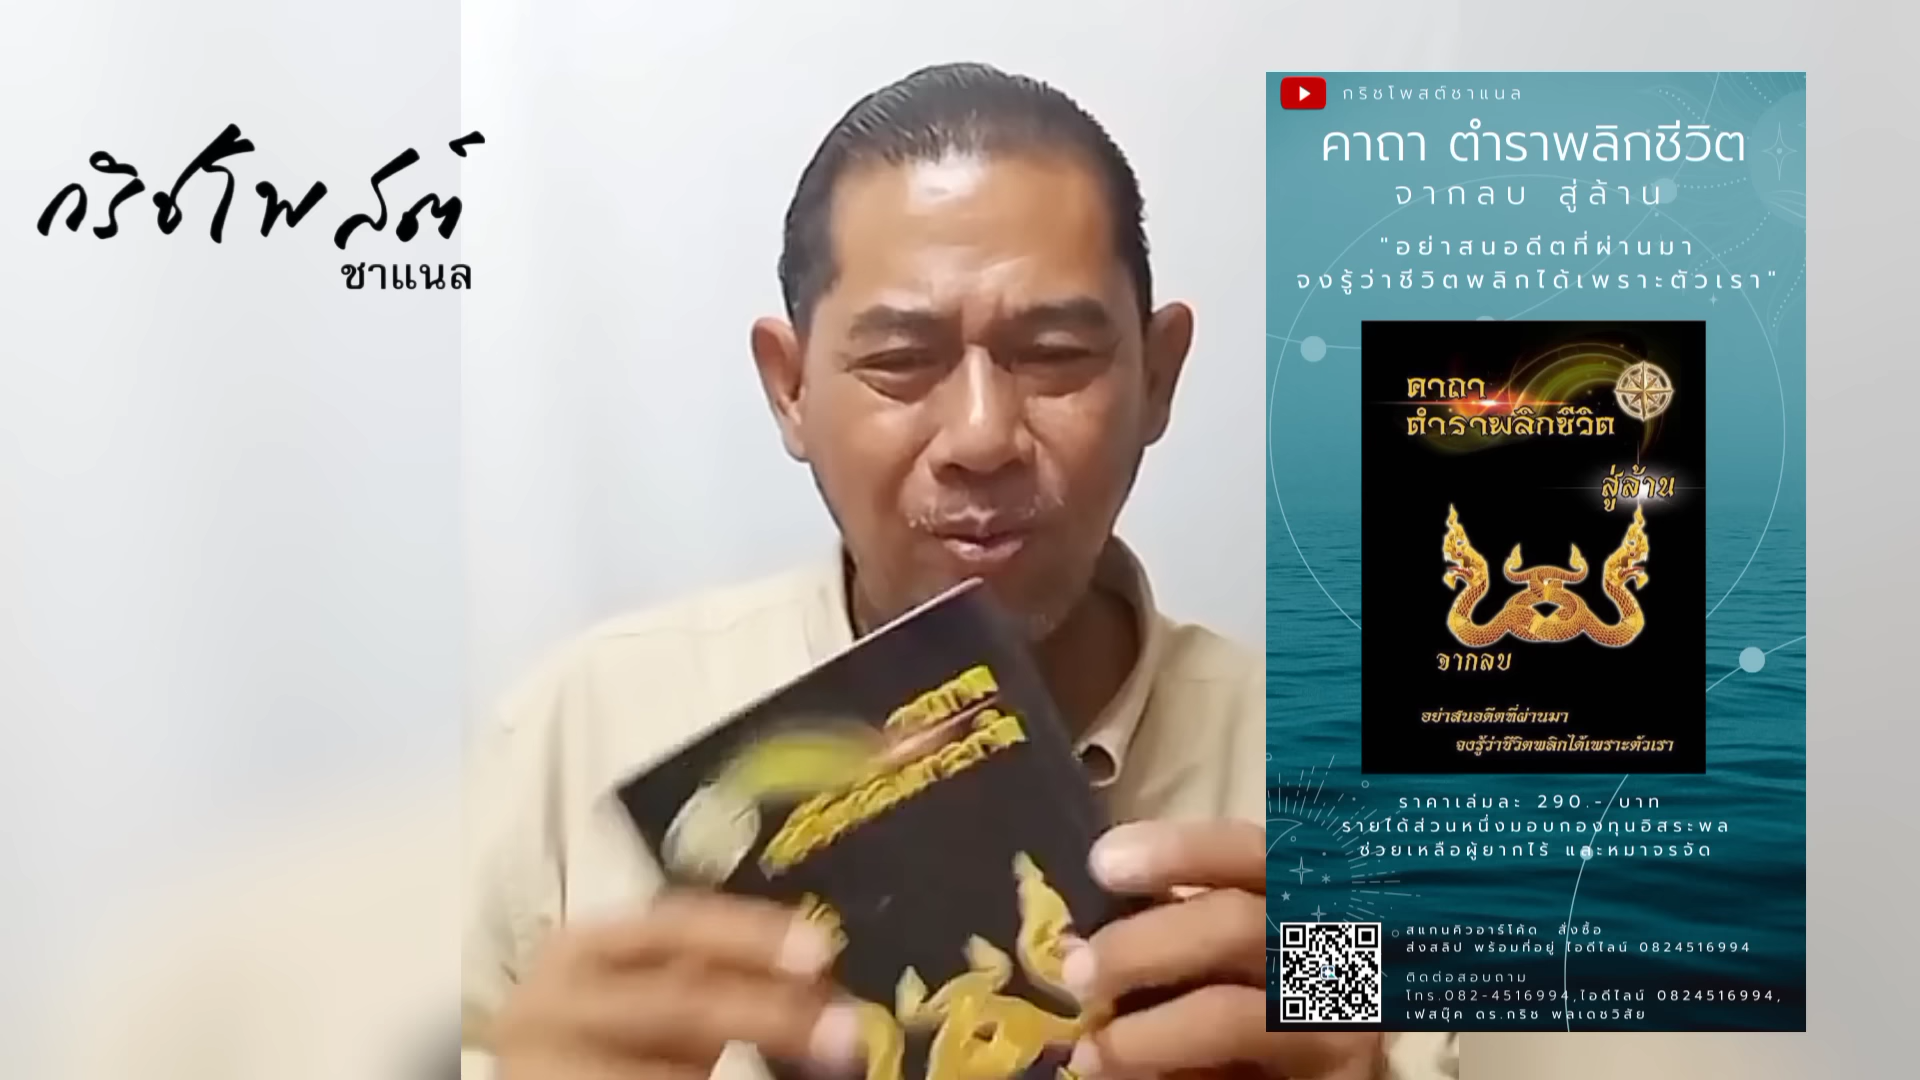 กริชโพสต์
ชาแนล
กริชโพสต์ชาแนล
คาถา ตำราพลิกชีวิต
จากลบ สู่ล้าน
"อย่าสนอดีตที่ผ่านมา
จงรู้ว่าชีวิตพลิกได้เพราะตัวเรา"
คาถา
ตำราพลิกชีวิต
สู่ล้าน
จากลบ
อย่าสนอดีตที่ผ่านมา
จงรู้ว่าชีวิตพลิกได้เพราะตัวเรา
ราคาเล่มละ 290.- บาท
รายได้ส่วนหนึ่งมอบกองทุนอิสระพล
ช่วยเหลือผู้ยากไร้ และหมาจรจัด
สแกนคิวอาร์โค้ด สั่งซื้อ
ส่งสลิป พร้อมที่อยู่ ไอดีไลน์ 0824516994
ติดต่อสอบถาม
โทร.082-4516994,ไอดีไลน์ 0824516994,
เฟสบุ๊ค ดร.กริช พลเดชวิสัย